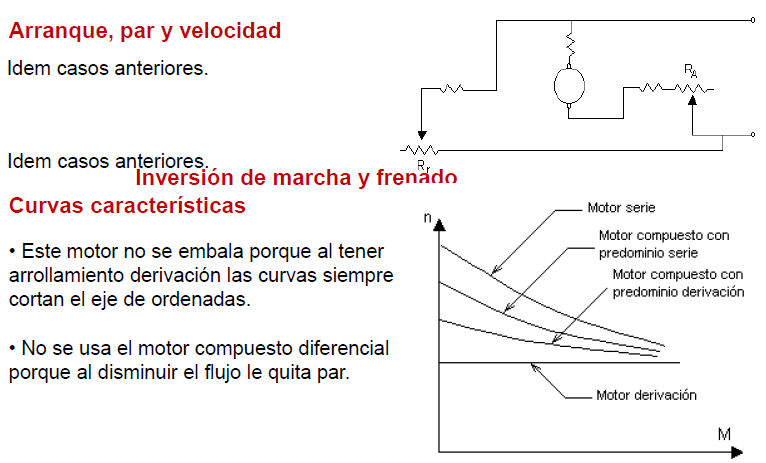 Arranque, par y velocidad
Idem casos anteriores.
R_A
Idem casos anteriores.
R_r
Inversión de marcha y frenado
Curvas características
• Este motor no se embala porque al tener
arrollamiento derivación las curvas siempre
cortan el eje de ordenadas.
• No se usa el motor compuesto diferencial
porque al disminuir el flujo le quita par.
n
Motor serie
Motor compuesto con
predominio serie
Motor compuesto con
predominio derivación
Motor derivación
M